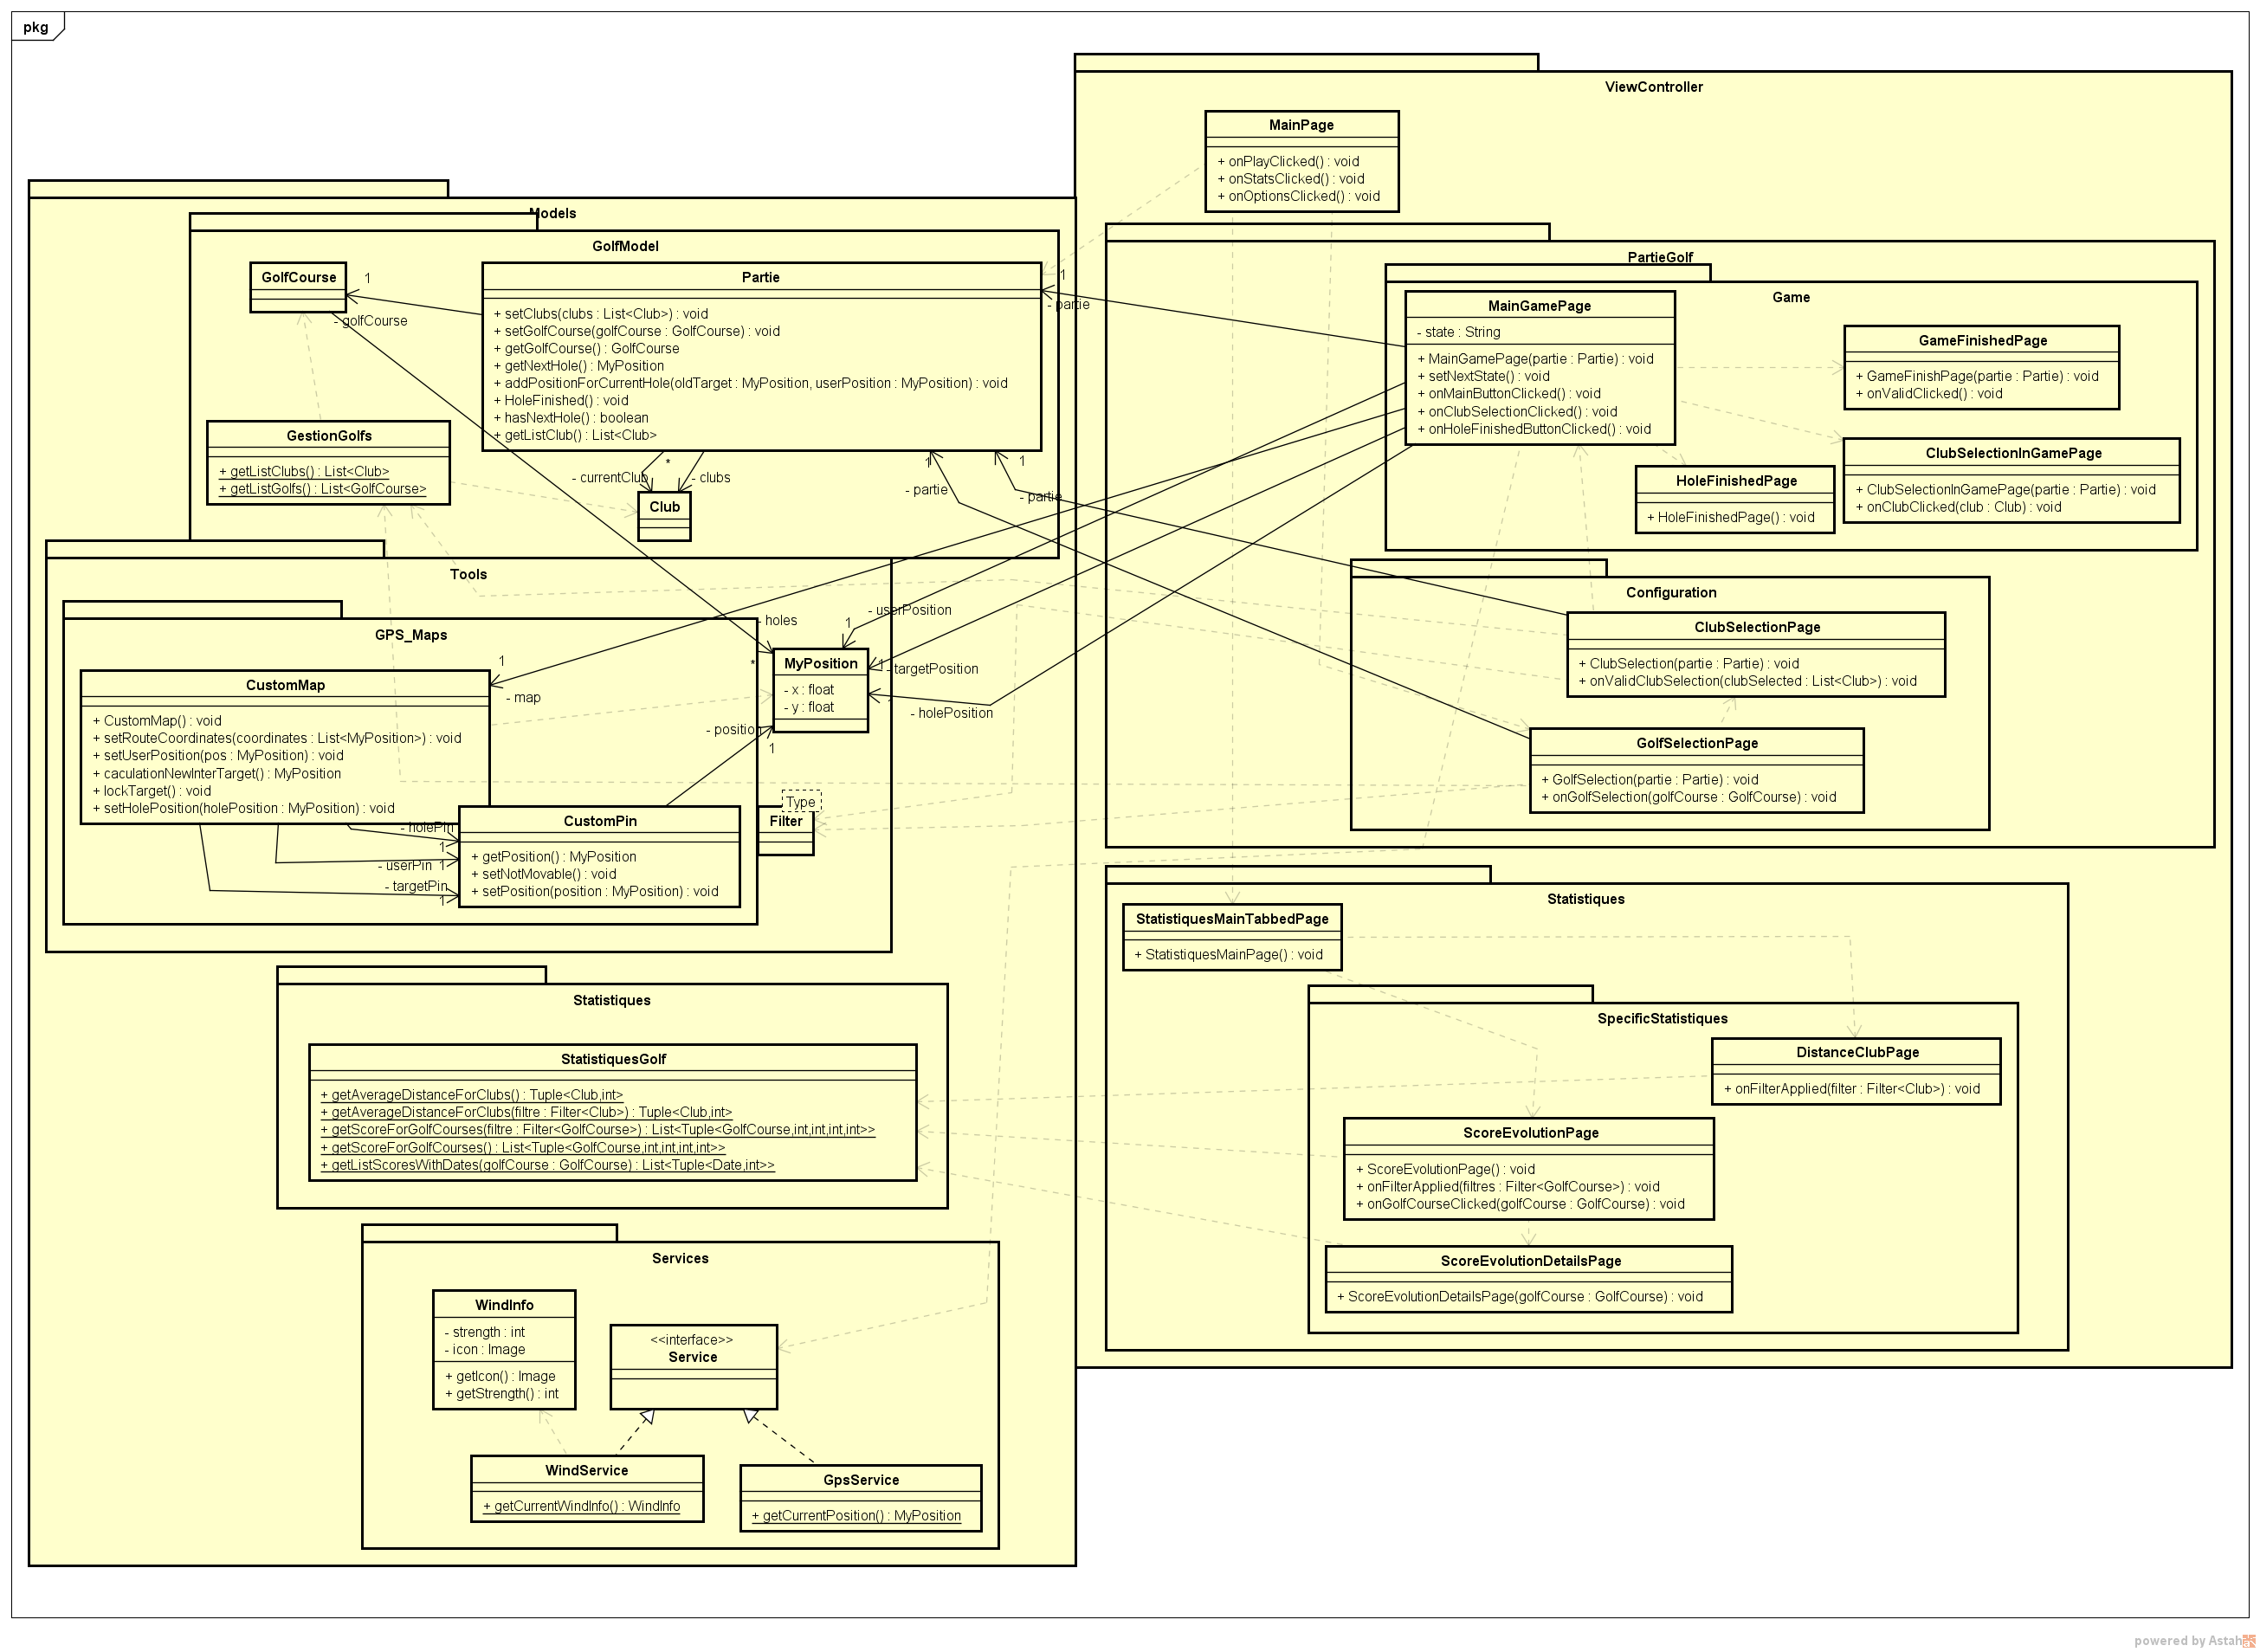 pkg
ViewController
MainPage
+ onPlayClicked() : void
+ onStatsClicked() : void
+ onOptionsClicked() : void
Models
GolfModel
GolfCourse
1
- golfCourse
Partie
+ setClubs(clubs : List<Club>) : void
+ setGolfCourse(golfCourse : GolfCourse) : void
+ getGolfCourse() : GolfCourse
+ getNextHole() : MyPosition
+ addPositionForCurrentHole(oldTarget : MyPosition, userPosition : MyPosition) : void
+ HoleFinished() : void
+ hasNextHole() : boolean
+ getListClub() : List<Club>
1
- partie
GestionGolfs
+ getListClubs() : List<Club>
+ getListGolfs() : List<GolfCourse>
*
- currentClub
- clubs
Club
1
- partie
1
- partie
PartieGolf
Game
MainGamePage
- state : String
+ MainGamePage(partie : Partie) : void
+ setNextState() : void
+ onMainButtonClicked() : void
+ onClubSelectionClicked() : void
+ onHoleFinishedButtonClicked() : void
GameFinishedPage
+ GameFinishPage(partie : Partie) : void
+ onValidClicked() : void
ClubSelectionInGamePage
+ ClubSelectionInGamePage(partie : Partie) : void
+ onClubClicked(club : Club) : void
HoleFinishedPage
+ HoleFinishedPage() : void
Configuration
ClubSelectionPage
+ ClubSelection(partie : Partie) : void
+ onValidClubSelection(clubSelected : List<Club>) : void
GolfSelectionPage
+ GolfSelection(partie : Partie) : void
+ onGolfSelection(golfCourse : GolfCourse) : void
Tools
GPS_Maps
CustomMap
+ CustomMap() : void
+ setRouteCoordinates(coordinates : List<MyPosition>) : void
+ setUserPosition(pos : MyPosition) : void
+ caculationNewInterTarget() : MyPosition
+ lockTarget() : void
+ setHolePosition(holePosition : MyPosition) : void
1
- map
- holes
*
- userPosition
1
MyPosition
- x : float
- y : float
1
- targetPosition
- holePosition
- position
1
Type
Filter
CustomPin
+ getPosition() : MyPosition
+ setNotMovable() : void
+ setPosition(position : MyPosition) : void
- holePin
1
- userPin
1
- targetPin
1
Statistiques
StatistiquesGolf
+ getAverageDistanceForClubs() : Tuple<Club,int>
+ getAverageDistanceForClubs(filtre : Filter<Club>) : Tuple<Club,int>
+ getScoreForGolfCourses(filtre : Filter<GolfCourse>) : List<Tuple<GolfCourse,int,int,int,int>>
+ getScoreForGolfCourses() : List<Tuple<GolfCourse,int,int,int,int>>
+ getListScoresWithDates(golfCourse : GolfCourse) : List<Tuple<Date,int>>
Statistiques
StatistiquesMainTabbedPage
+ StatistiquesMainPage() : void
SpecificStatistiques
DistanceClubPage
+ onFilterApplied(filter : Filter<Club>) : void
ScoreEvolutionPage
+ ScoreEvolutionPage() : void
+ onFilterApplied(filtres : Filter<GolfCourse>) : void
+ onGolfCourseClicked(golfCourse : GolfCourse) : void
ScoreEvolutionDetailsPage
+ ScoreEvolutionDetailsPage(golfCourse : GolfCourse) : void
Services
WindInfo
- strength : int
- icon : Image
+ getIcon() : Image
+ getStrength() : int
<<interface>>
Service
WindService
+ getCurrentWindInfo() : WindInfo
GpsService
+ getCurrentPosition() : MyPosition
powered by Astah